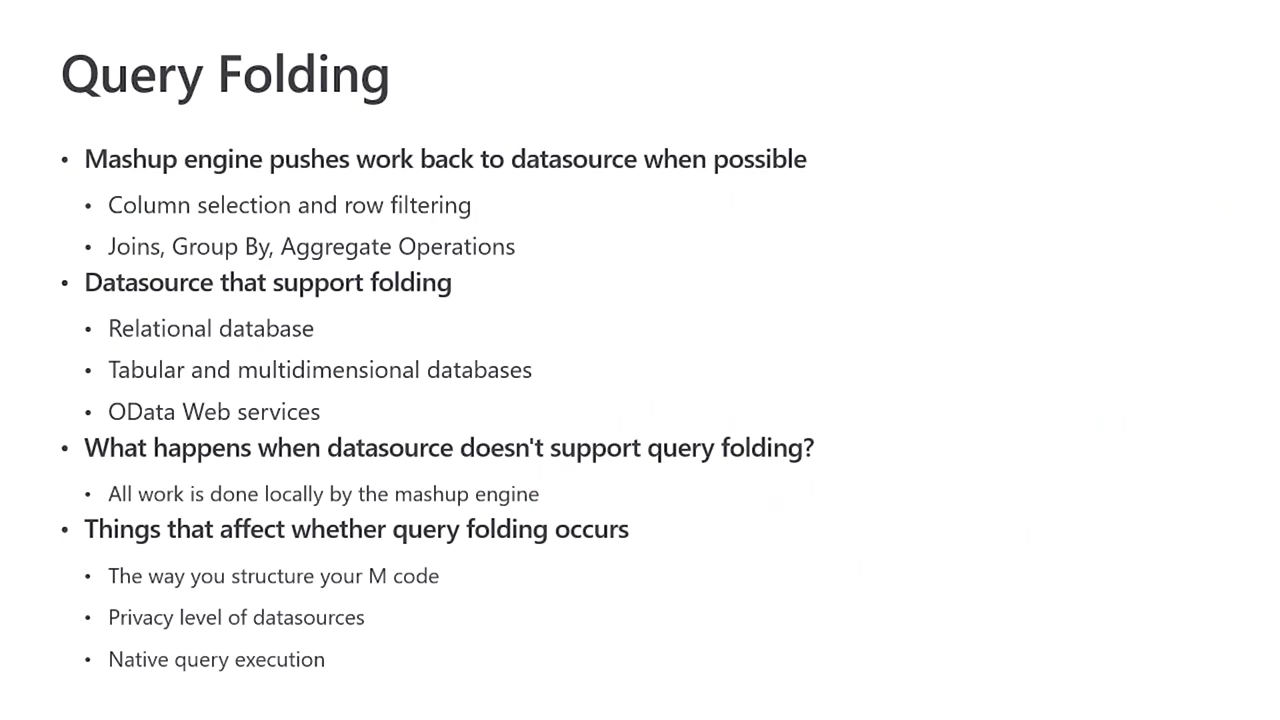 Query Folding
• Mashup engine pushes work back to datasource when possible
• Column selection and row filtering
• Joins, Group By, Aggregate Operations
• Datasource that support folding
• Relational database
• Tabular and multidimensional databases
• OData Web services
• What happens when datasource doesn't support query folding?
• All work is done locally by the mashup engine
• Things that affect whether query folding occurs
• The way you structure your M code
• Privacy level of datasources
• Native query execution